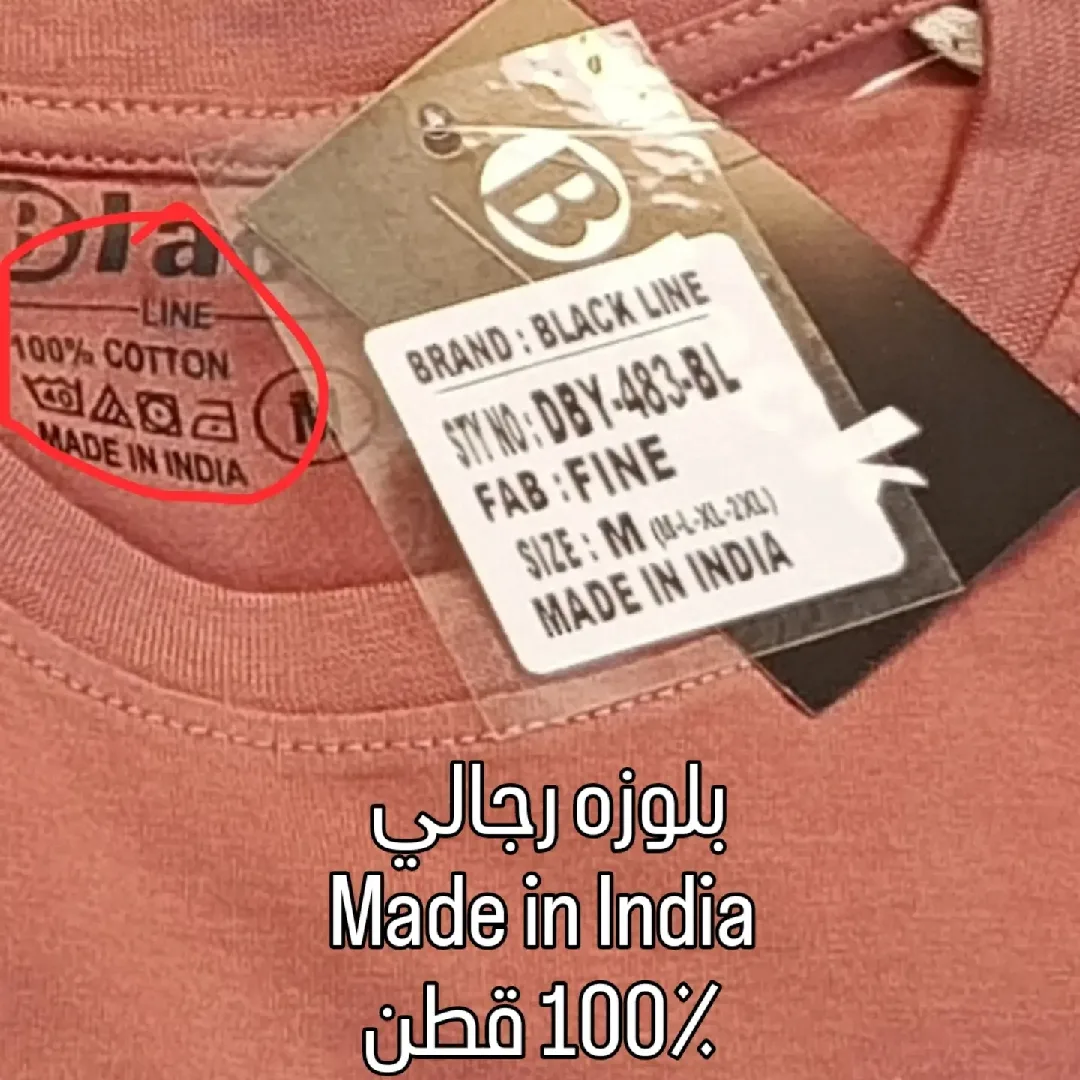 Bla
LINE
100% COTTON
40
MADE IN INDIA
M
B
BRAND : BLACK LINE
STY NO : DBY-483-BL
FAB : FINE
SIZE : M (M-L-XL-2XL)
MADE IN INDIA
بلوزه رجالي
Made in India
100٪ قطن